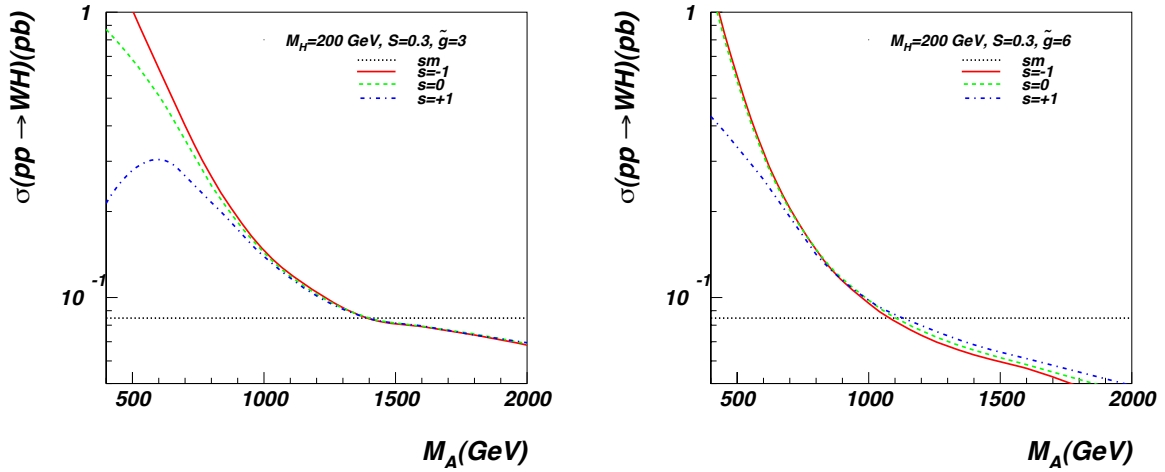 σ(pp → WH)(pb)
1
10 -1
M_H=200 GeV, S=0.3, g̃=3
sm
s=-1
s=0
s=+1
500
1000
1500
2000
M_A(GeV)
σ(pp → WH)(pb)
1
10 -1
M_H=200 GeV, S=0.3, g̃=6
sm
s=-1
s=0
s=+1
500
1000
1500
2000
M_A(GeV)